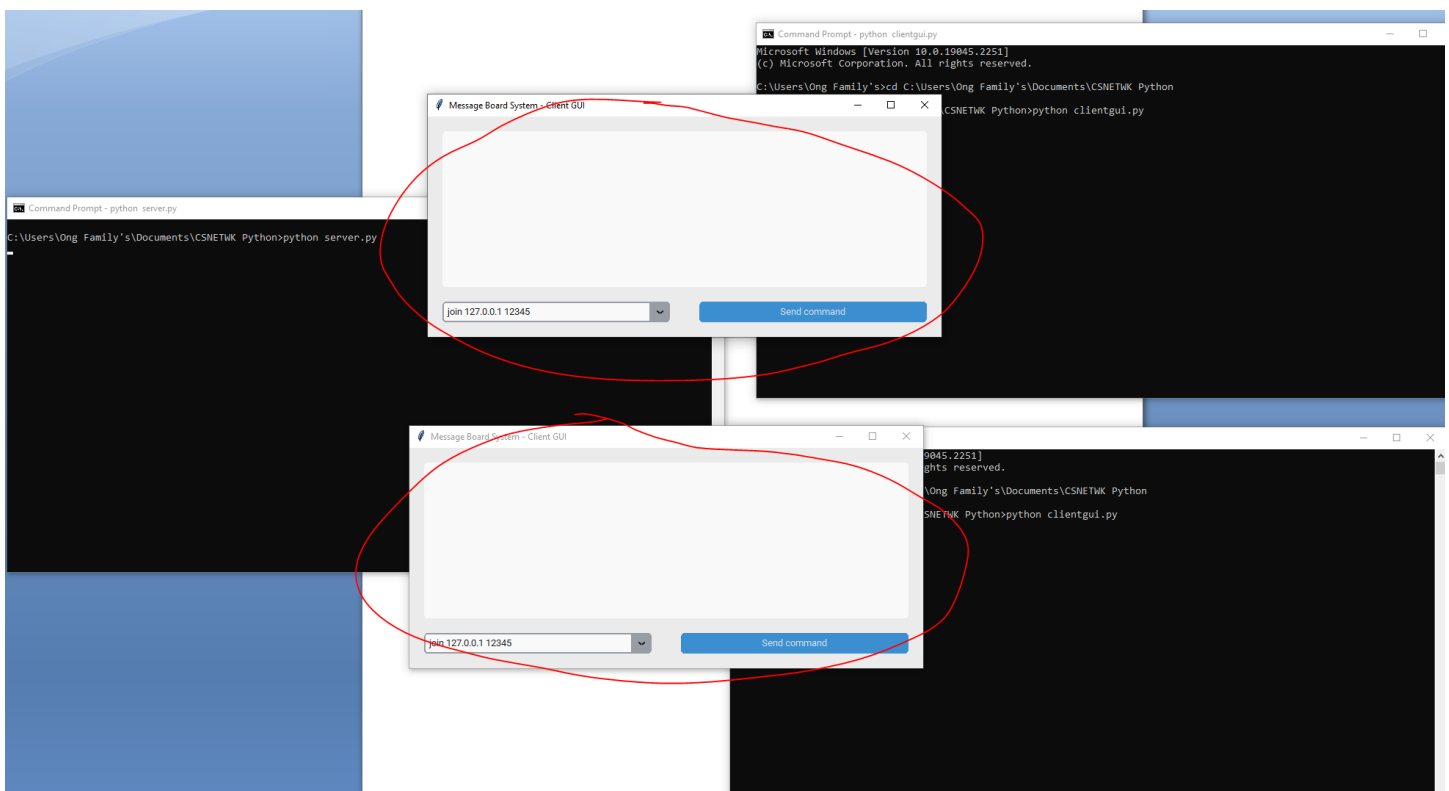 Command Prompt - python clientgui.py
Microsoft Windows [Version 10.0.19045.2251]
(c) Microsoft Corporation. All rights reserved.
C:\Users\Ong Family's>cd C:\Users\Ong Family's\Documents\CSNETWK Python
\CSNETWK Python>python clientgui.py
Message Board System - Client GUI
join 127.0.0.1 12345
Send command
Command Prompt - python server.py
C:\Users\Ong Family's\Documents\CSNETWK Python>python server.py
Message Board System - Client GUI
join 127.0.0.1 12345
Send command
9045.2251]
ghts reserved.
\Ong Family's\Documents\CSNETWK Python
SNETWK Python>python clientgui.py